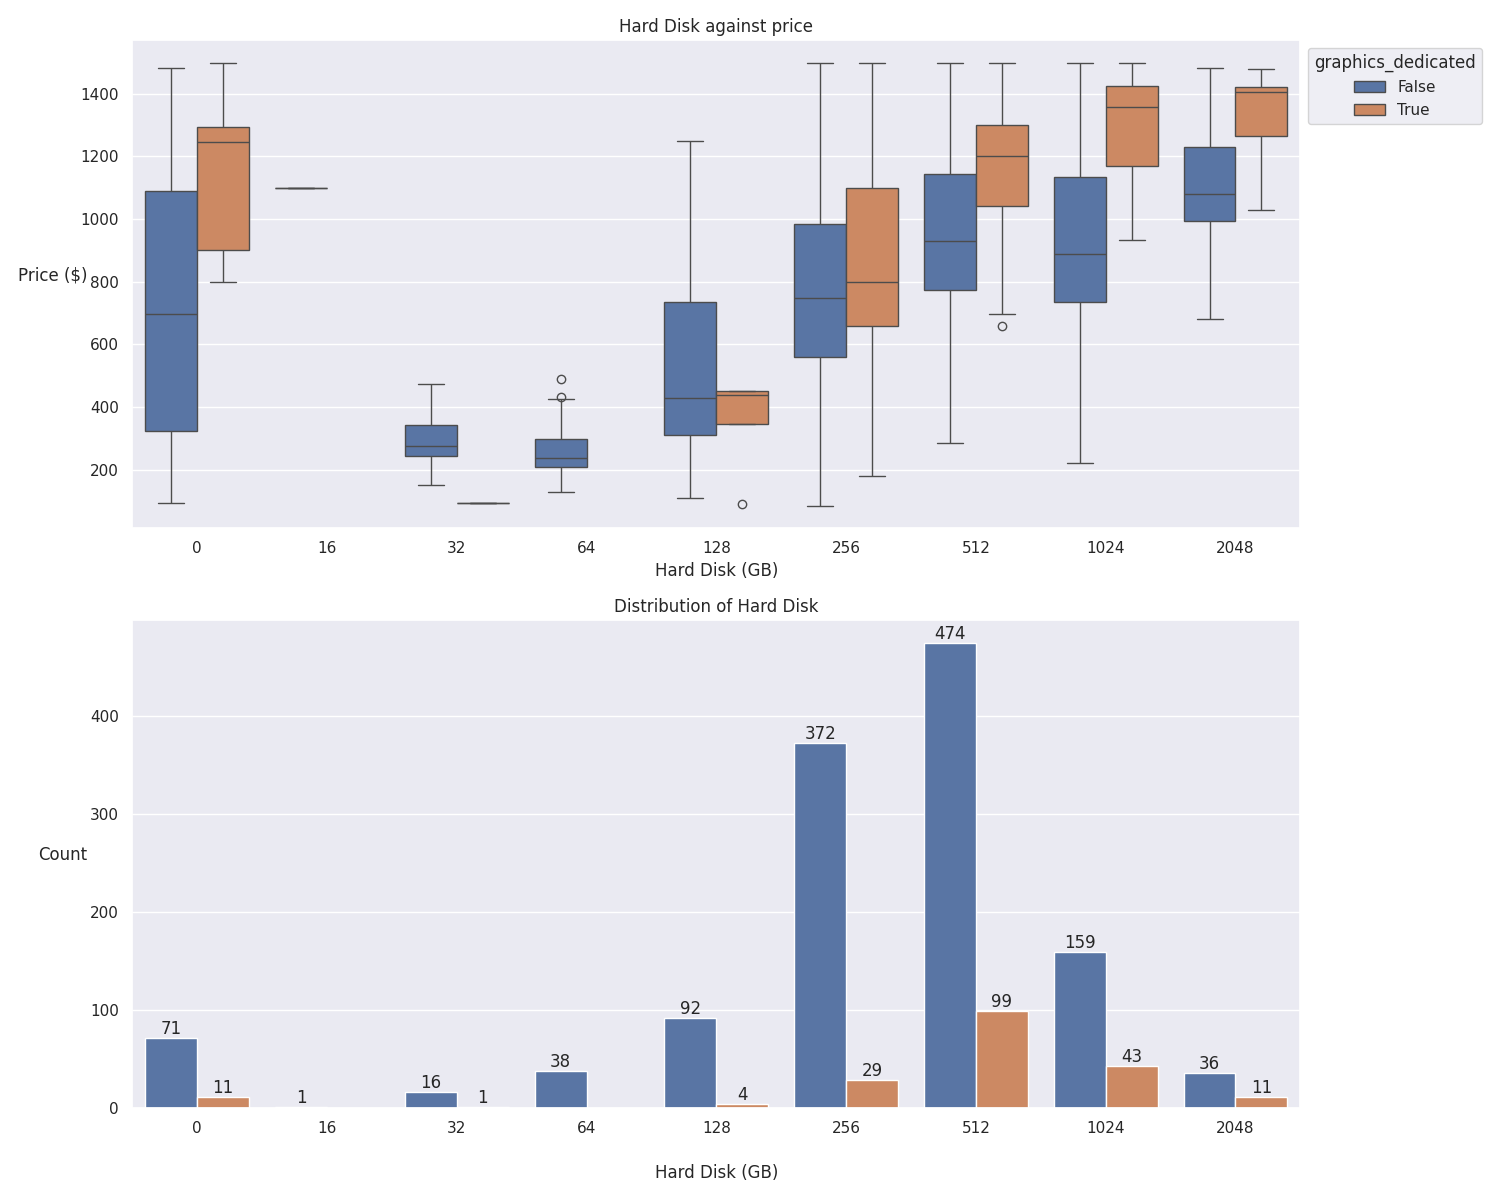 Hard Disk against price
graphics_dedicated
False
True
1400
1200
1000
800
600
400
200
Price ($)
0 16 32 64 128 256 512 1024 2048
Hard Disk (GB)
Distribution of Hard Disk
474
372
159
99
92
71
43
38
36
29
16
11
11
4
1
1
400
300
200
100
0
Count
0 16 32 64 128 256 512 1024 2048
Hard Disk (GB)